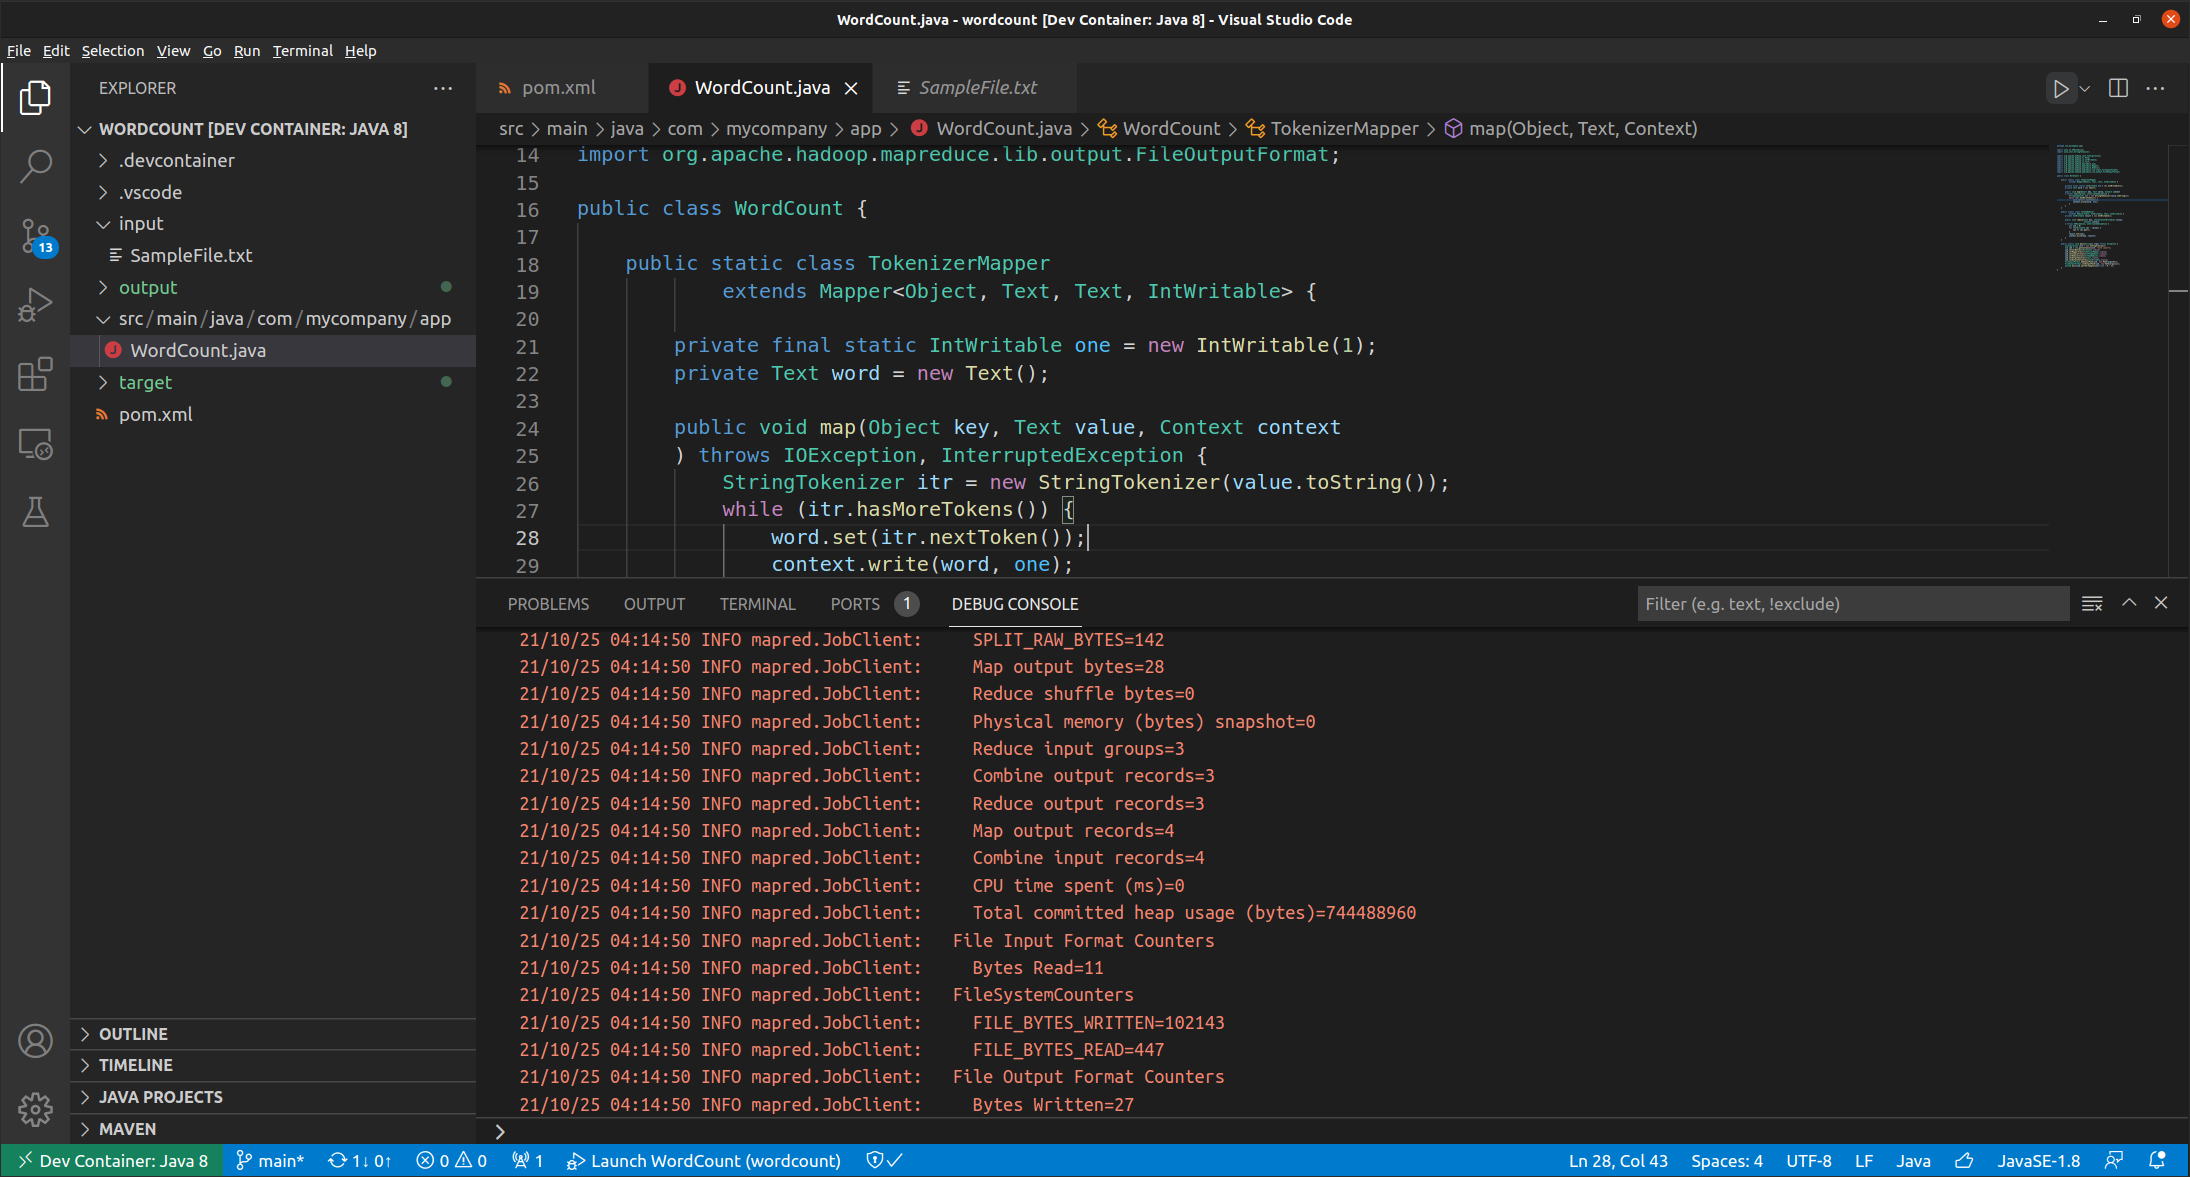 WordCount.java - wordcount [Dev Container: Java 8] - Visual Studio Code
File Edit Selection View Go Run Terminal Help
EXPLORER
WORDCOUNT [DEV CONTAINER: JAVA 8]
.devcontainer
.vscode
input
SampleFile.txt
output
src/main/java/com/mycompany/app
WordCount.java
target
pom.xml
13
OUTLINE
TIMELINE
JAVA PROJECTS
MAVEN
pom.xml WordCount.java SampleFile.txt
src > main > java > com > mycompany > app > WordCount.java > WordCount > TokenizerMapper > map(Object, Text, Context)
14 import org.apache.hadoop.mapreduce.lib.output.FileOutputFormat;
15
16 public class WordCount {
17
18 public static class TokenizerMapper
19 extends Mapper<Object, Text, Text, IntWritable> {
20
21 private final static IntWritable one = new IntWritable(1);
22 private Text word = new Text();
23
24 public void map(Object key, Text value, Context context
25 ) throws IOException, InterruptedException {
26 StringTokenizer itr = new StringTokenizer(value.toString());
27 while (itr.hasMoreTokens()) {
28 word.set(itr.nextToken());
29 context.write(word, one);
PROBLEMS OUTPUT TERMINAL PORTS 1 DEBUG CONSOLE Filter (e.g. text, !exclude)
21/10/25 04:14:50 INFO mapred.JobClient: SPLIT_RAW_BYTES=142
21/10/25 04:14:50 INFO mapred.JobClient: Map output bytes=28
21/10/25 04:14:50 INFO mapred.JobClient: Reduce shuffle bytes=0
21/10/25 04:14:50 INFO mapred.JobClient: Physical memory (bytes) snapshot=0
21/10/25 04:14:50 INFO mapred.JobClient: Reduce input groups=3
21/10/25 04:14:50 INFO mapred.JobClient: Combine output records=3
21/10/25 04:14:50 INFO mapred.JobClient: Reduce output records=3
21/10/25 04:14:50 INFO mapred.JobClient: Map output records=4
21/10/25 04:14:50 INFO mapred.JobClient: Combine input records=4
21/10/25 04:14:50 INFO mapred.JobClient: CPU time spent (ms)=0
21/10/25 04:14:50 INFO mapred.JobClient: Total committed heap usage (bytes)=744488960
21/10/25 04:14:50 INFO mapred.JobClient: File Input Format Counters
21/10/25 04:14:50 INFO mapred.JobClient: Bytes Read=11
21/10/25 04:14:50 INFO mapred.JobClient: FileSystemCounters
21/10/25 04:14:50 INFO mapred.JobClient: FILE_BYTES_WRITTEN=102143
21/10/25 04:14:50 INFO mapred.JobClient: FILE_BYTES_READ=447
21/10/25 04:14:50 INFO mapred.JobClient: File Output Format Counters
21/10/25 04:14:50 INFO mapred.JobClient: Bytes Written=27
Dev Container: Java 8 main* 1↓ 0↑ 0 0 1 Launch WordCount (wordcount) Ln 28, Col 43 Spaces: 4 UTF-8 LF Java JavaSE-1.8